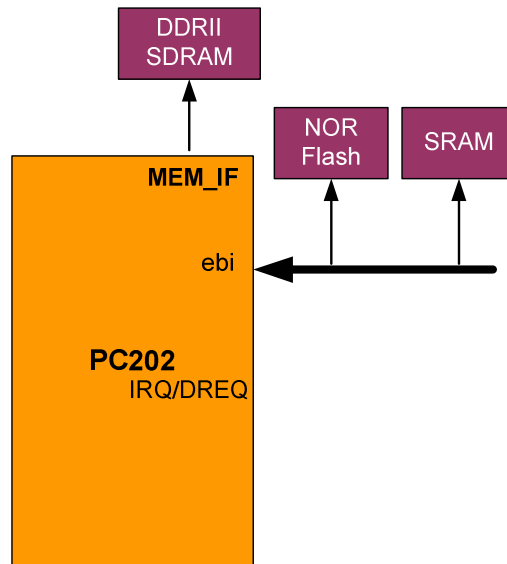 DDRII
SDRAM
NOR
Flash
SRAM
MEM_IF
ebi
PC202
IRQ/DREQ